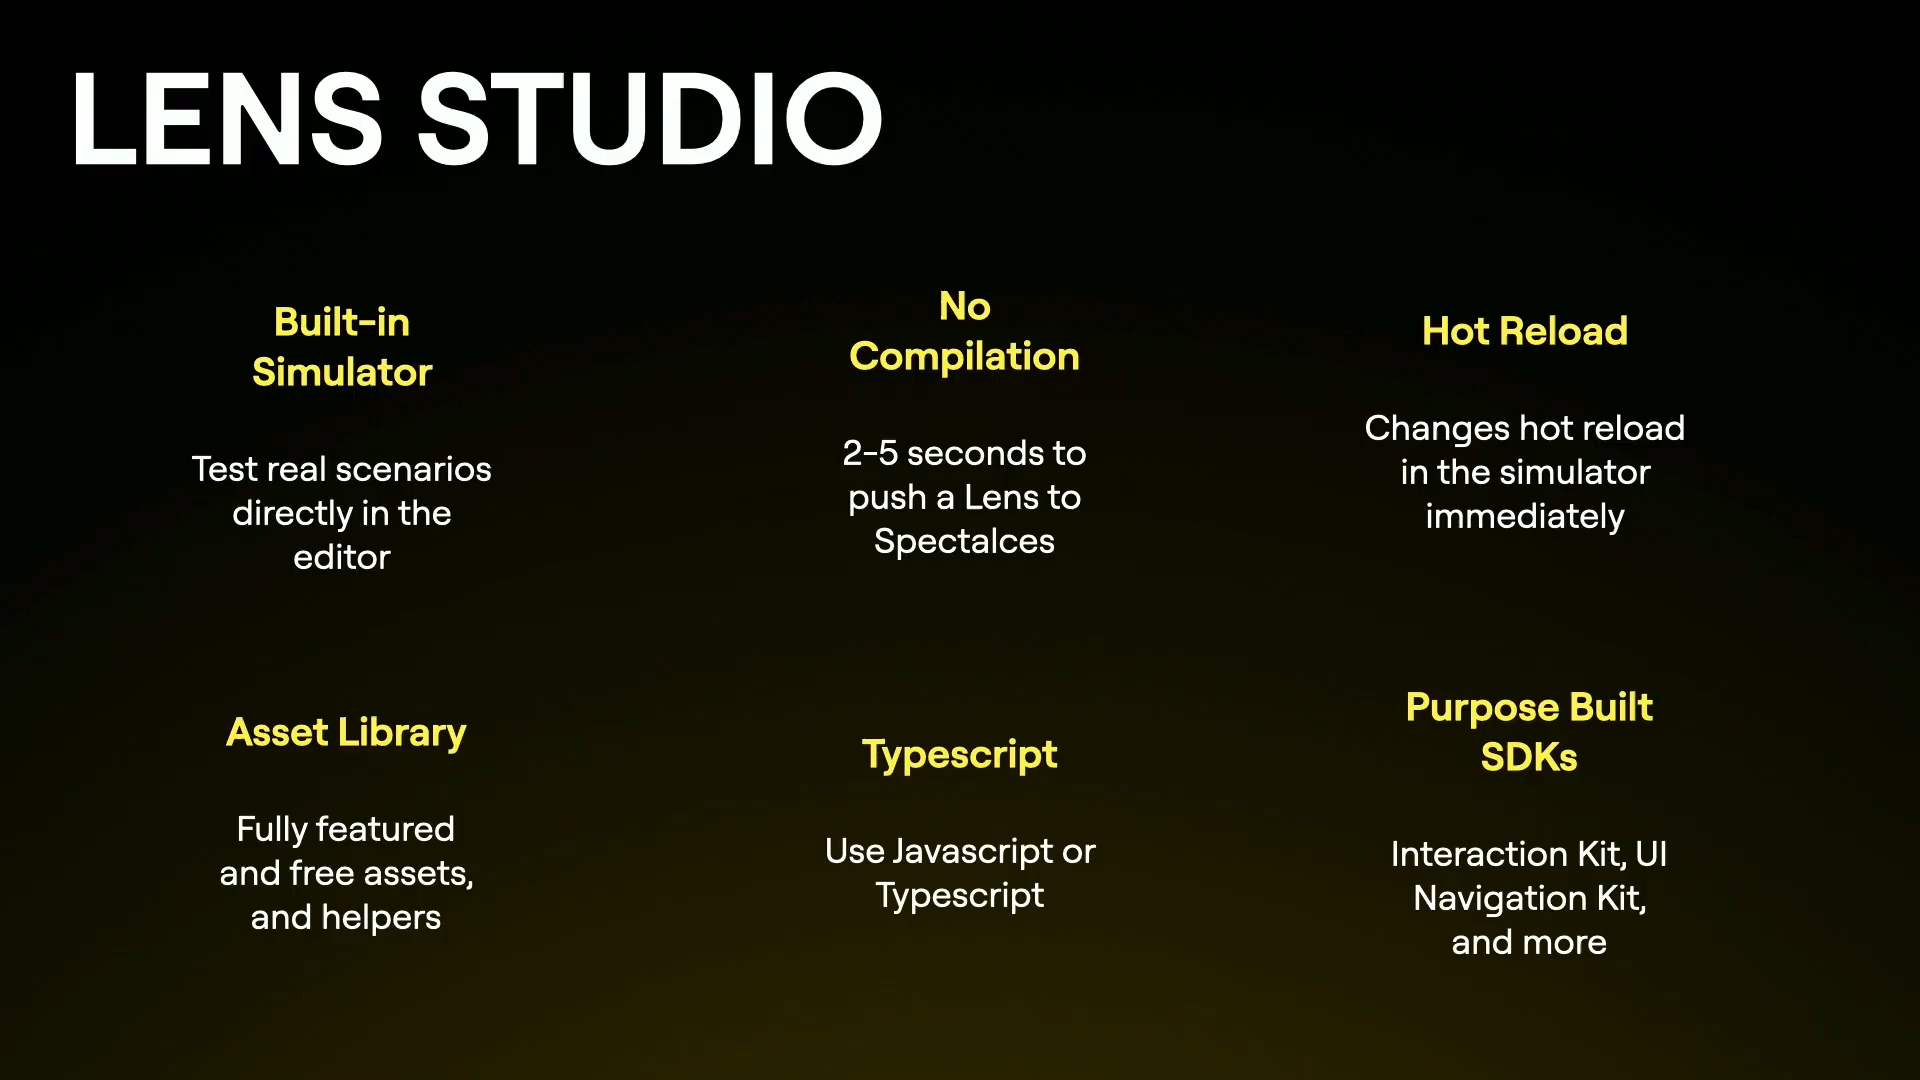 LENS STUDIO
Built-in
Simulator
Test real scenarios
directly in the
editor
No
Compilation
2-5 seconds to
push a Lens to
Spectalces
Hot Reload
Changes hot reload
in the simulator
immediately
Asset Library
Fully featured
and free assets,
and helpers
Typescript
Use Javascript or
Typescript
Purpose Built
SDKs
Interaction Kit, UI
Navigation Kit,
and more